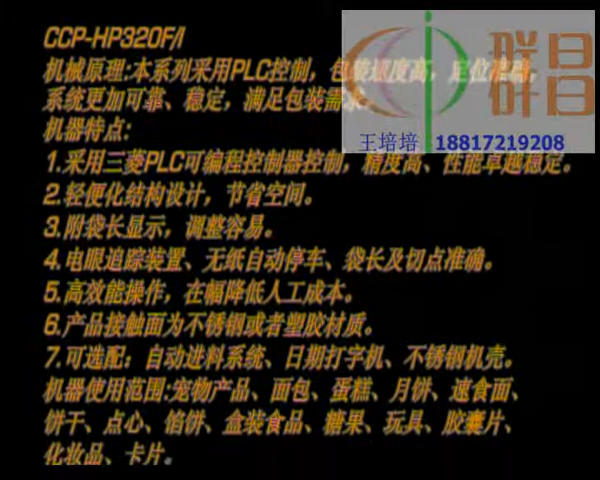 CCP-HP320F/I
机械原理:本系列采用PLC控制，包装速度高，定位准确，
系统更加可靠、稳定，满足包装需求。
机器特点:
1.采用三菱PLC可编程控制器控制，精度高、性能卓越稳定。
2.轻便化结构设计，节省空间。
3.附袋长显示，调整容易。
4.电眼追踪装置、无纸自动停车、袋长及切点准确。
5.高效能操作，在幅降低人工成本。
6.产品接触面为不锈钢或者塑胶材质。
7.可选配：自动进料系统、日期打字机、不锈钢机壳。
机器使用范围:宠物产品、面包、蛋糕、月饼、速食面、
饼干、点心、馅饼、盒装食品、糖果、玩具、胶囊片、
化妆品、卡片。
王培培 18817219208